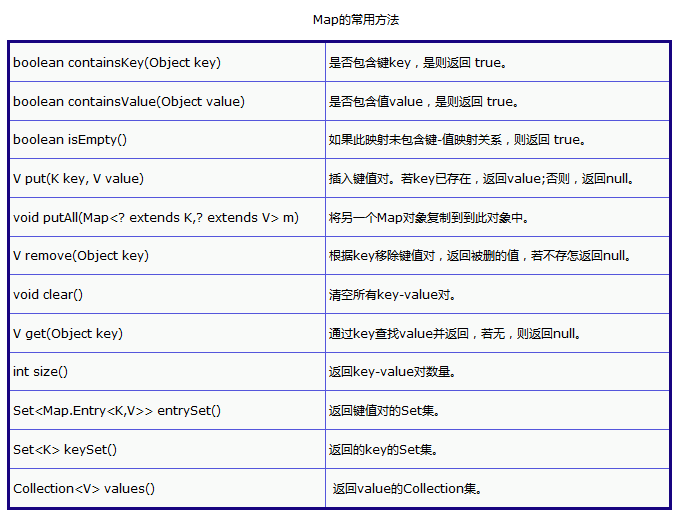 Map的常用方法
boolean containsKey(Object key) 是否包含键key，是则返回 true。
boolean containsValue(Object value) 是否包含值value，是则返回 true。
boolean isEmpty() 如果此映射未包含键-值映射关系，则返回 true。
V put(K key, V value) 插入键值对。若key已存在，返回value;否则，返回null。
void putAll(Map<? extends K,? extends V> m) 将另一个Map对象复制到到此对象中。
V remove(Object key) 根据key移除键值对，返回被删的值，若不存怎返回null。
void clear() 清空所有key-value对。
V get(Object key) 通过key查找value并返回，若无，则返回null。
int size() 返回key-value对数量。
Set<Map.Entry<K,V>> entrySet() 返回键值对的Set集。
Set<K> keySet() 返回的key的Set集。
Collection<V> values() 返回value的Collection集。